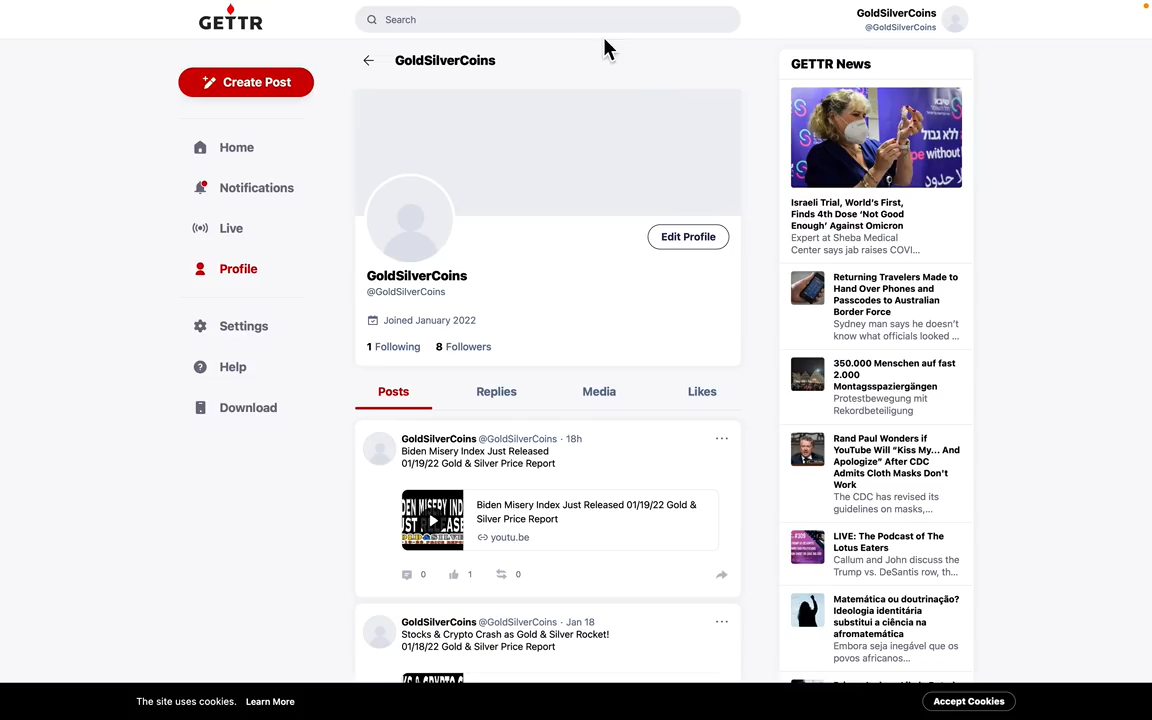 GETTR
Search
GoldSilverCoins
@GoldSilverCoins
Create Post
Home
Notifications
Live
Profile
Settings
Help
Download
GoldSilverCoins
Edit Profile
GoldSilverCoins
@GoldSilverCoins
Joined January 2022
1 Following 8 Followers
Posts Replies Media Likes
GoldSilverCoins @GoldSilverCoins · 18h
Biden Misery Index Just Released
01/19/22 Gold & Silver Price Report
Biden Misery Index Just Released 01/19/22 Gold &
Silver Price Report
youtu.be
0 1 0
GoldSilverCoins @GoldSilverCoins · Jan 18
Stocks & Crypto Crash as Gold & Silver Rocket!
01/18/22 Gold & Silver Price Report
GETTR News
Israeli Trial, World’s First,
Finds 4th Dose ‘Not Good
Enough’ Against Omicron
Expert at Sheba Medical
Center says jab raises COVI...
Returning Travelers Made to
Hand Over Phones and
Passcodes to Australian
Border Force
Sydney man says he doesn’t
know what officials looked ...
350.000 Menschen auf fast
2.000
Montagsspaziergängen
Protestbewegung mit
Rekordbeteiligung
Rand Paul Wonders if
YouTube Will “Kiss My... And
Apologize” After CDC
Admits Cloth Masks Don't
Work
The CDC has revised its
guidelines on masks,...
LIVE: The Podcast of The
Lotus Eaters
Callum and John discuss the
Trump vs. DeSantis row, th...
Matemática ou doutrinação?
Ideologia identitária
substitui a ciência na
afromatemática
Embora seja inegável que os
povos africanos...
The site uses cookies. Learn More
Accept Cookies